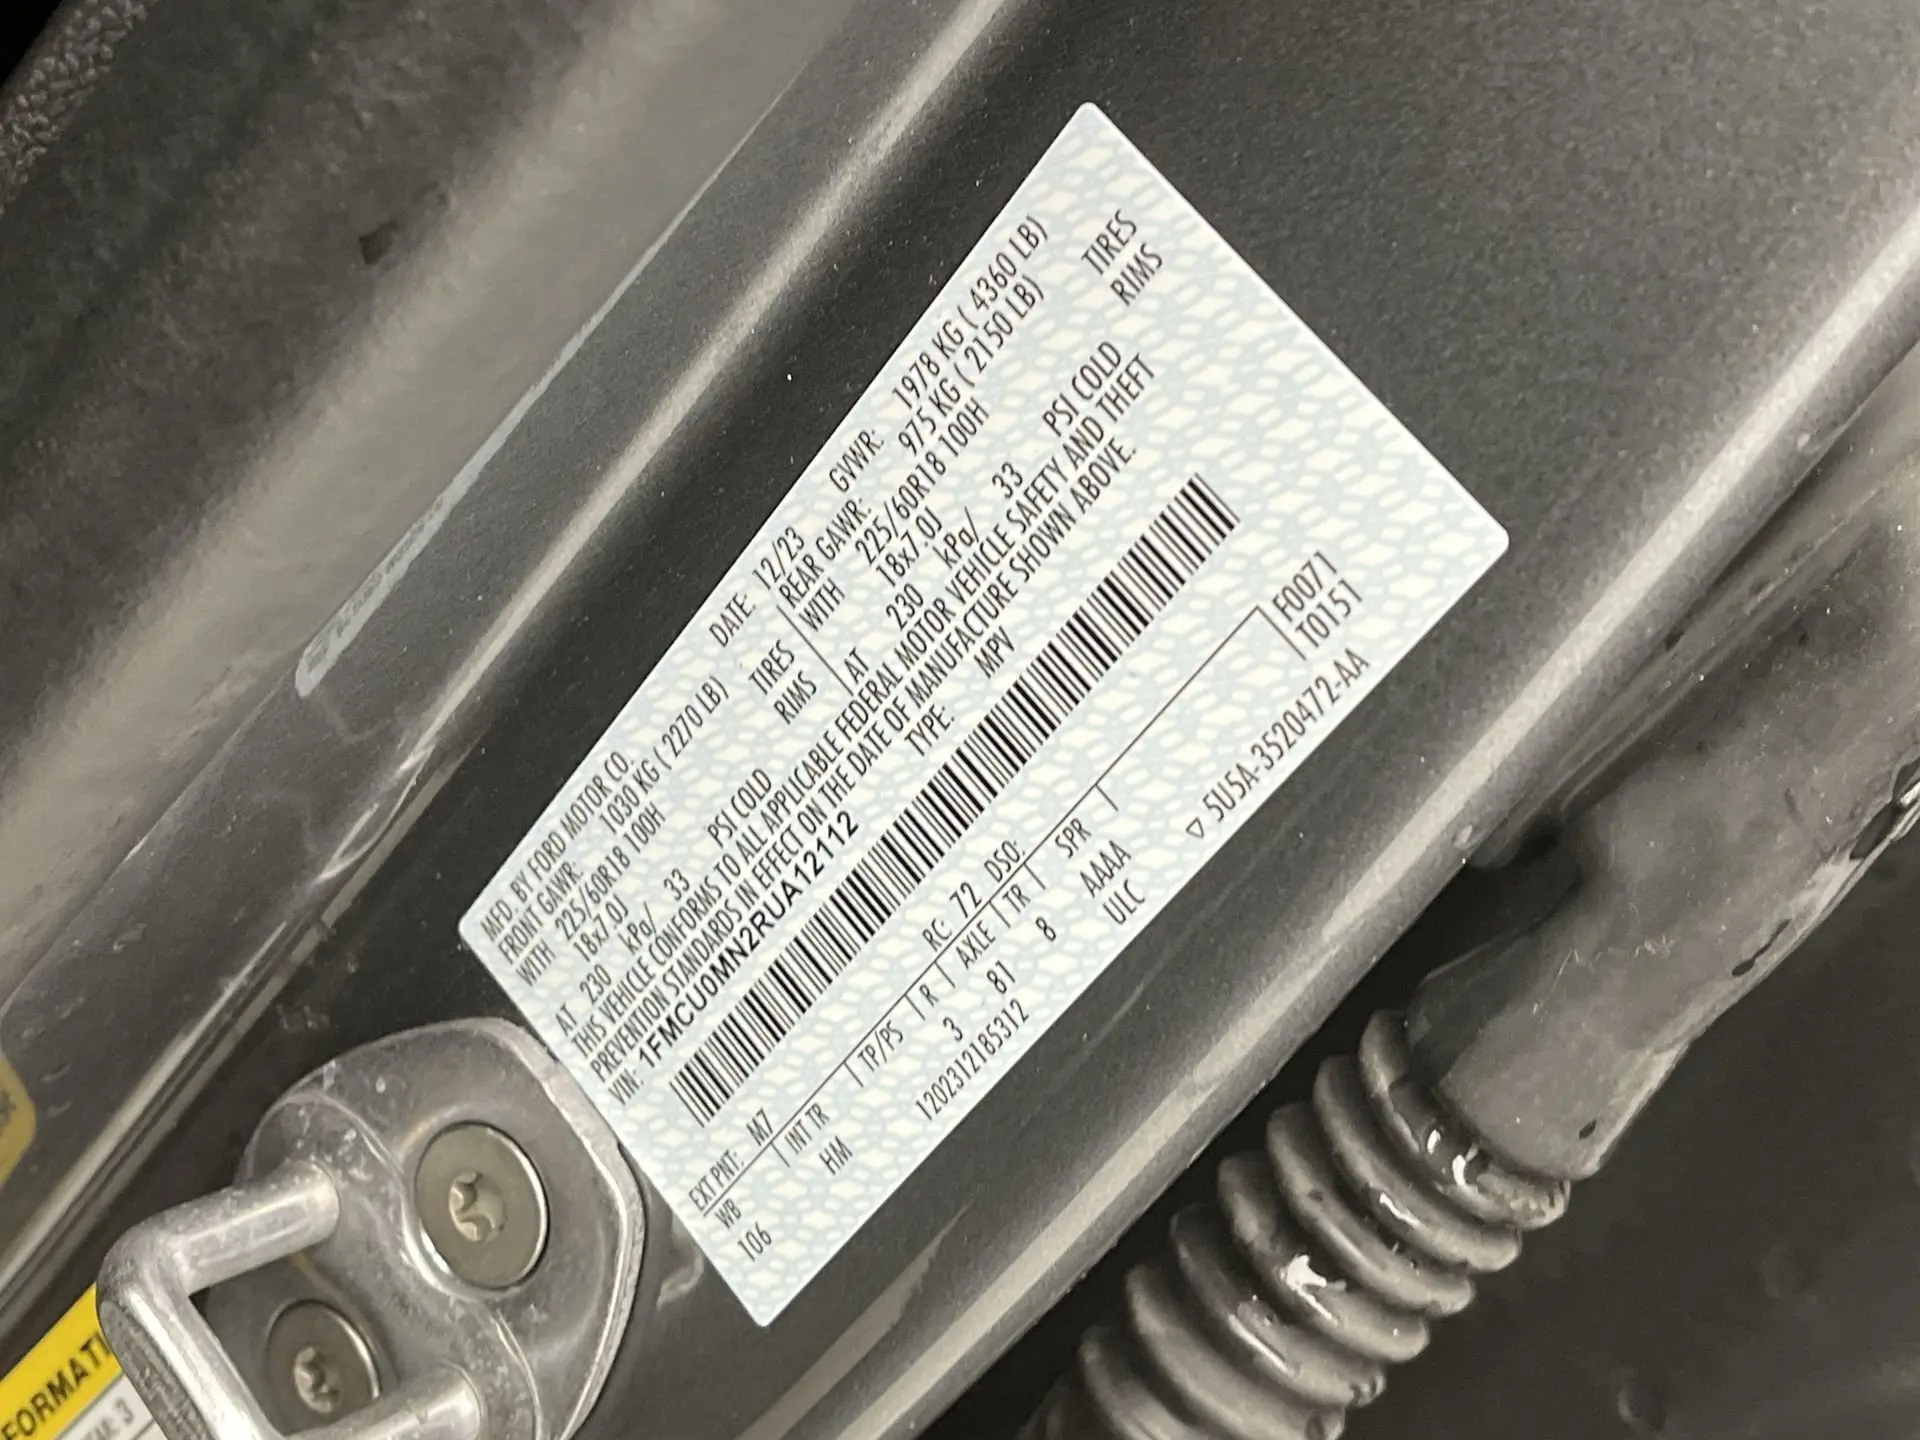 MFD. BY FORD MOTOR CO.
DATE: 12/23 GVWR: 1978 KG ( 4360 LB)
FRONT GAWR: 1030 KG ( 2270 LB) REAR GAWR: 975 KG ( 2150 LB)
WITH 225/60R18 100H TIRES WITH 225/60R18 100H TIRES
18x7.0J RIMS 18x7.0J RIMS
AT 230 kPa/ 33 PSI COLD AT 230 kPa/ 33 PSI COLD
THIS VEHICLE CONFORMS TO ALL APPLICABLE FEDERAL MOTOR VEHICLE SAFETY AND THEFT
PREVENTION STANDARDS IN EFFECT ON THE DATE OF MANUFACTURE SHOWN ABOVE.
VIN: 1FMCU0MN2RUA12112 TYPE: MPV
EXT PNT: M7 RC: 72 DSO: F0071
WB | INT TR | TP/PS | R | AXLE | TR | SPR | T0151
106 HM 3 81 8 AAAA
1202312185312 ULC
▽ 5U5A-3520472-AA
FORMATI